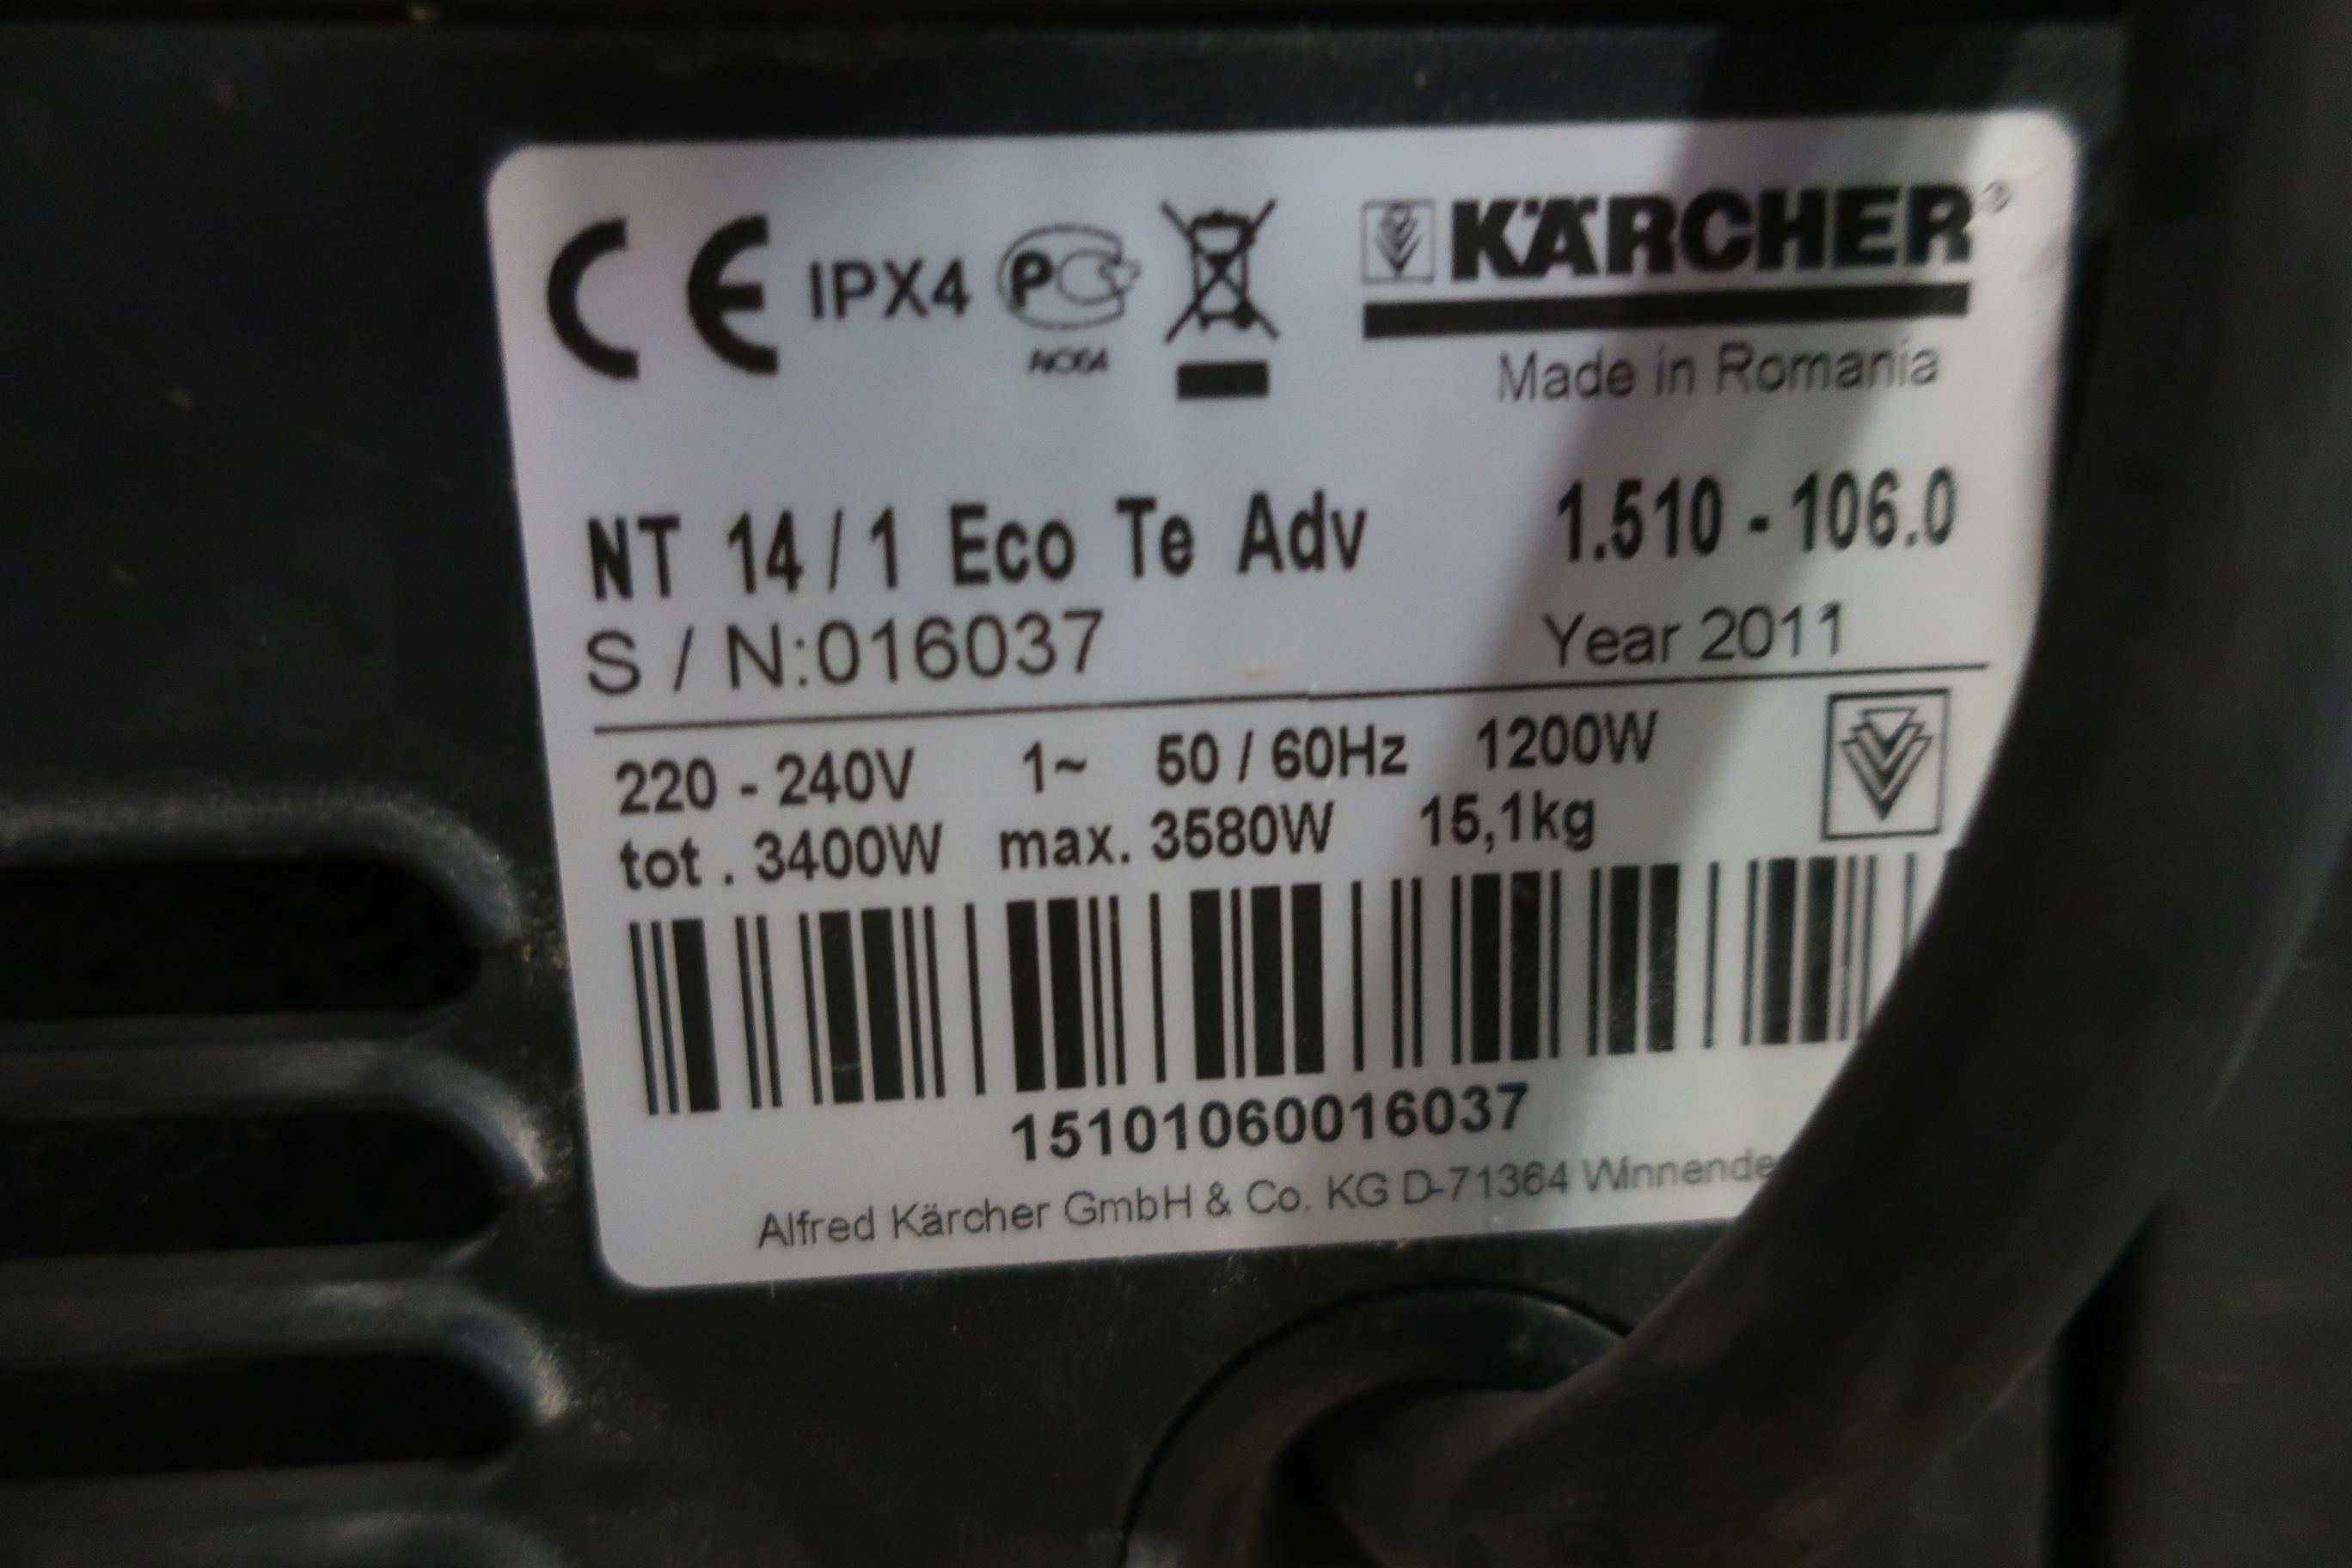 CE IPX4 PC KÄRCHER®
Made in Romania
NT 14 / 1 Eco Te Adv 1.510 - 106.0
S / N:016037 Year 2011
220 - 240V 1~ 50 / 60Hz 1200W
tot . 3400W max. 3580W 15,1kg
15101060016037
Alfred Kärcher GmbH & Co. KG D-71364 Winnende